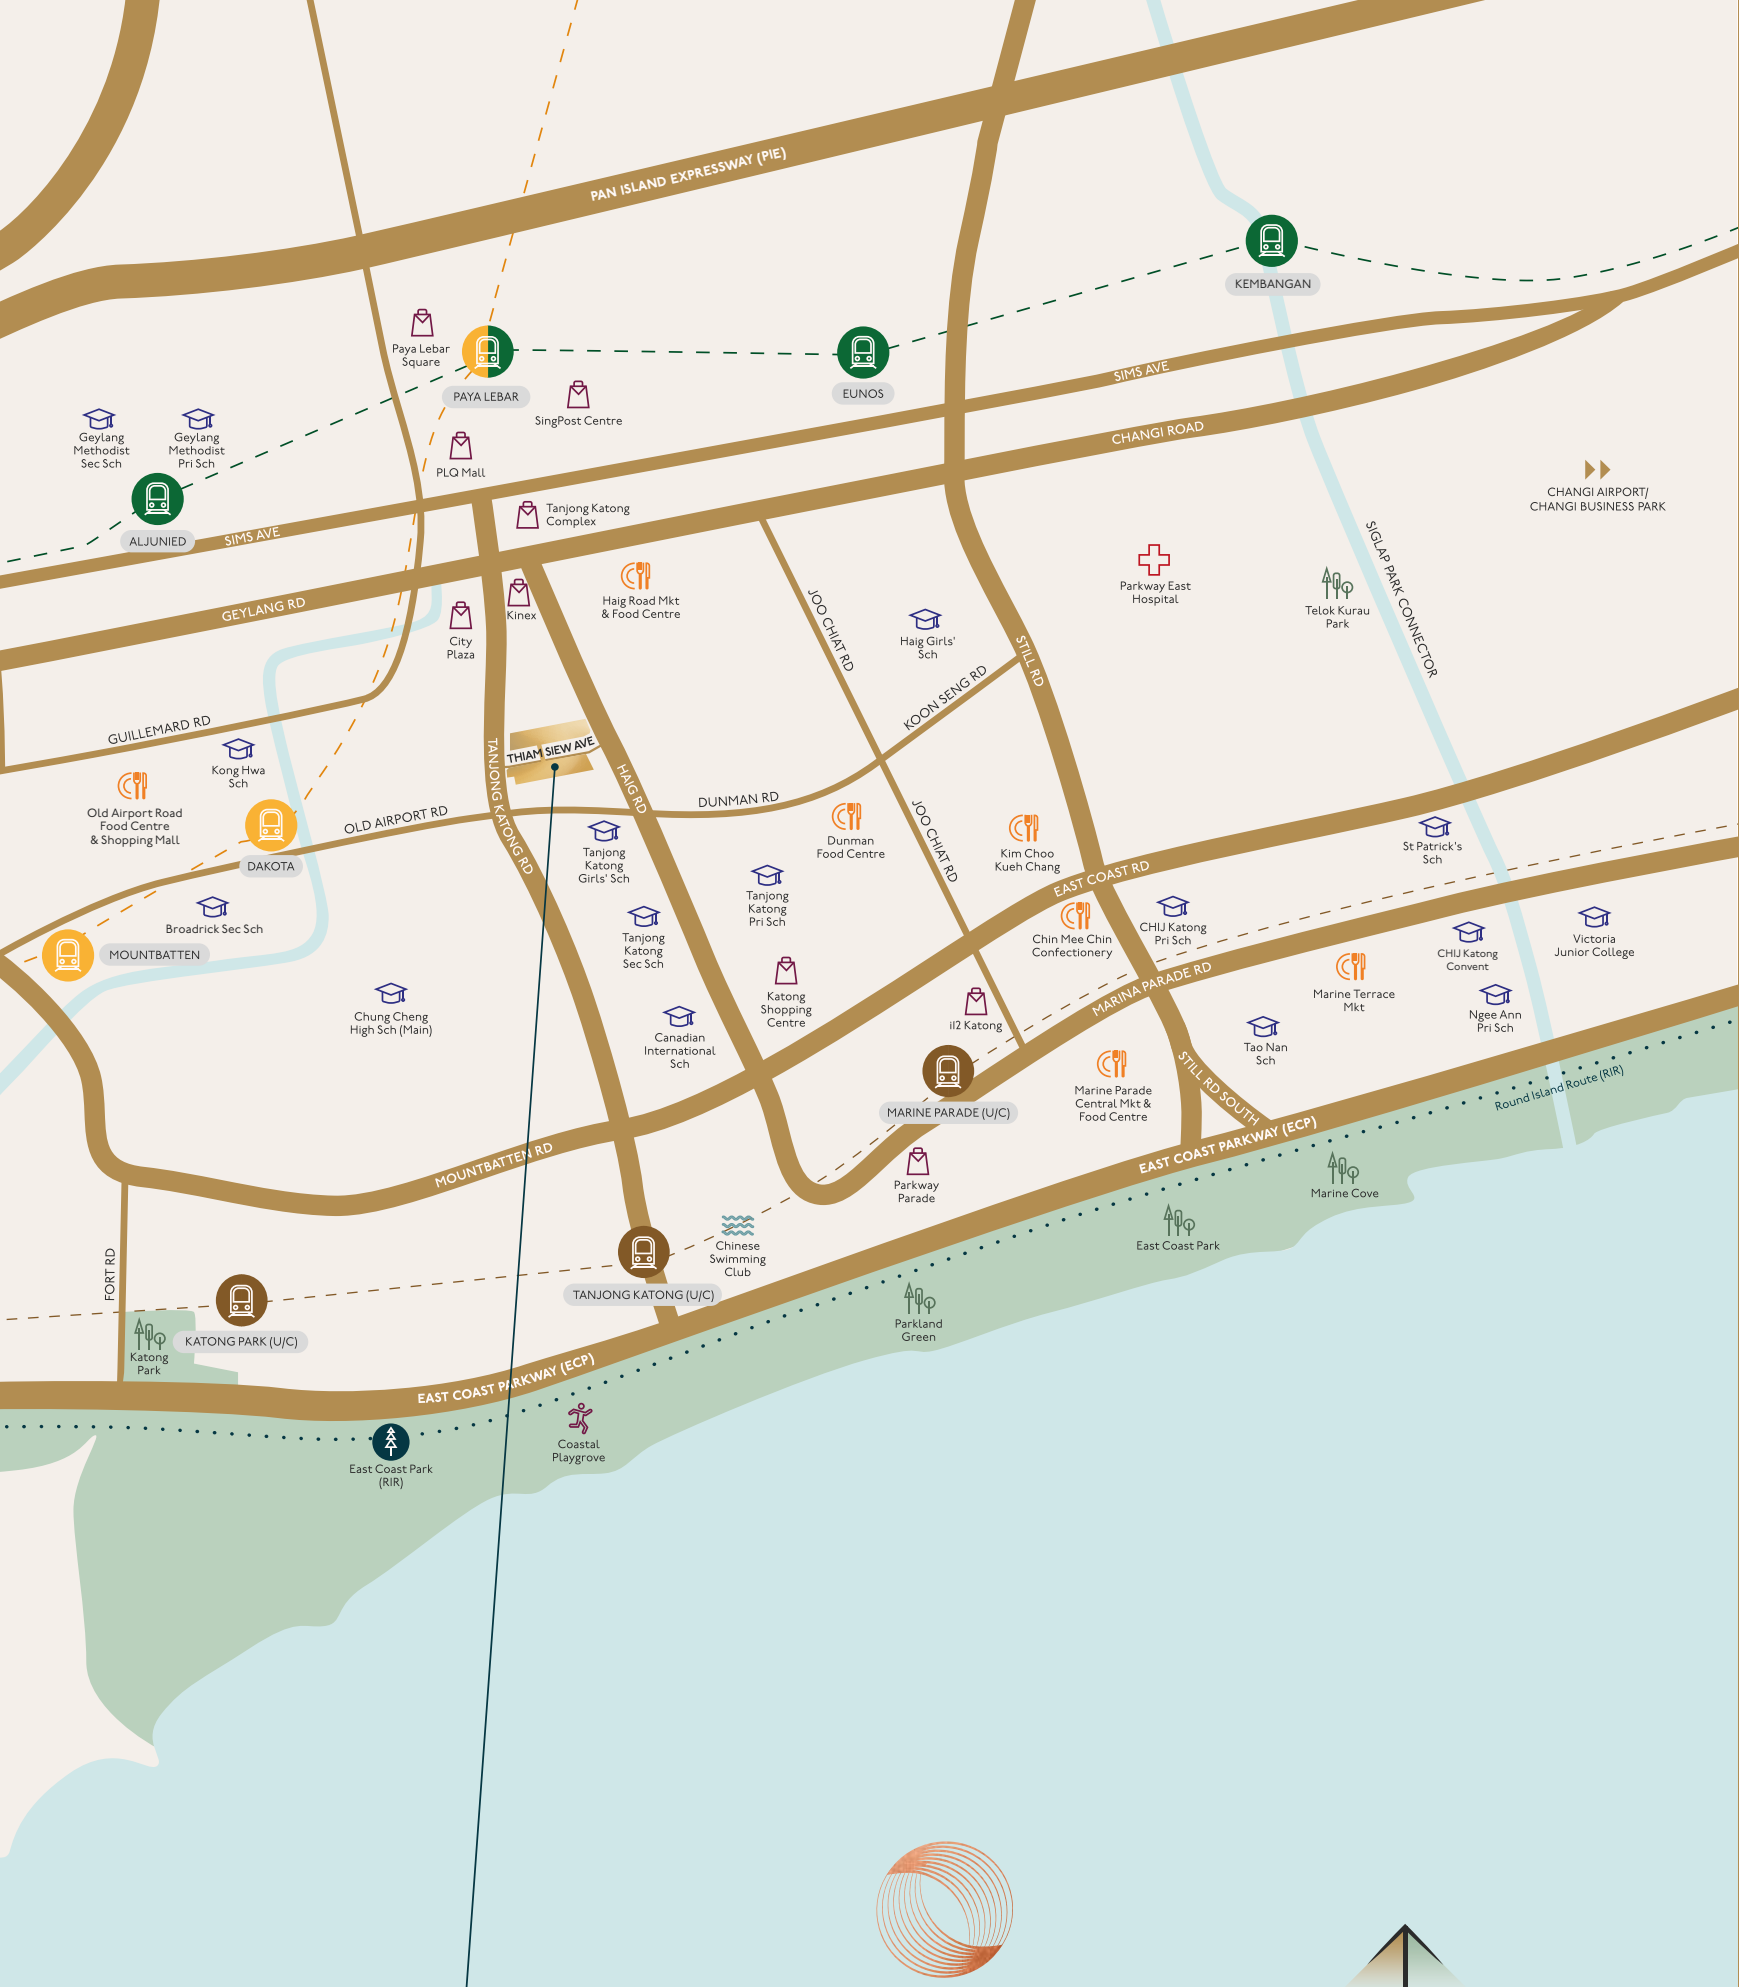 PAN ISLAND EXPRESSWAY (PIE)
KEMBANGAN
Paya Lebar
Square
PAYA LEBAR
EUNOS
SIMS AVE
SingPost Centre
CHANGI ROAD
Geylang
Methodist
Sec Sch
Geylang
Methodist
Pri Sch
PLQ Mall
CHANGI AIRPORT/
CHANGI BUSINESS PARK
Tanjong Katong
Complex
ALJUNIED
SIMS AVE
SIGLAP PARK CONNECTOR
GEYLANG RD
Kinex
Haig Road Mkt
& Food Centre
JOO CHIAT RD
Parkway East
Hospital
Telok Kurau
Park
City
Plaza
Haig Girls'
Sch
STILL RD
KOON SENG RD
GUILLEMARD RD
THIAM SIEW AVE
TANJONG KATONG RD
HAIG RD
Kong Hwa
Sch
Old Airport Road
Food Centre
& Shopping Mall
OLD AIRPORT RD
DUNMAN RD
JOO CHIAT RD
DAKOTA
Tanjong
Katong
Girls' Sch
Dunman
Food Centre
Kim Choo
Kueh Chang
St Patrick's
Sch
EAST COAST RD
Tanjong
Katong
Pri Sch
Broadrick Sec Sch
MOUNTBATTEN
Tanjong
Katong
Sec Sch
Chin Mee Chin
Confectionery
CHIJ Katong
Pri Sch
CHIJ Katong
Convent
Victoria
Junior College
MARINA PARADE RD
Marine Terrace
Mkt
Katong
Shopping
Centre
i12 Katong
Ngee Ann
Pri Sch
Chung Cheng
High Sch (Main)
Canadian
International
Sch
Tao Nan
Sch
STILL RD SOUTH
Marine Parade
Central Mkt &
Food Centre
Round Island Route (RIR)
MARINE PARADE (U/C)
EAST COAST PARKWAY (ECP)
MOUNTBATTEN RD
Parkway
Parade
Marine Cove
East Coast Park
Chinese
Swimming
Club
FORT RD
TANJONG KATONG (U/C)
Parkland
Green
KATONG PARK (U/C)
Katong
Park
EAST COAST PARKWAY (ECP)
Coastal
Playgrove
East Coast Park
(RIR)